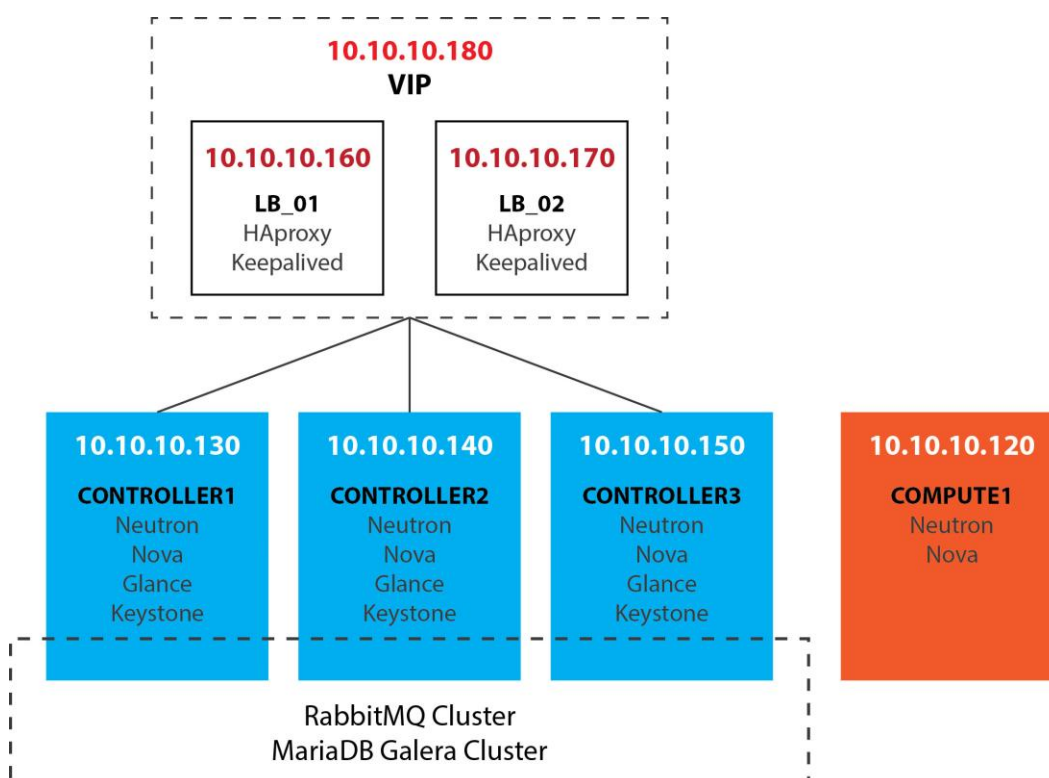 10.10.10.180
VIP
10.10.10.160
LB_01
HAproxy
Keepalived
10.10.10.170
LB_02
HAproxy
Keepalived
10.10.10.130
CONTROLLER1
Neutron
Nova
Glance
Keystone
10.10.10.140
CONTROLLER2
Neutron
Nova
Glance
Keystone
10.10.10.150
CONTROLLER3
Neutron
Nova
Glance
Keystone
10.10.10.120
COMPUTE1
Neutron
Nova
RabbitMQ Cluster
MariaDB Galera Cluster